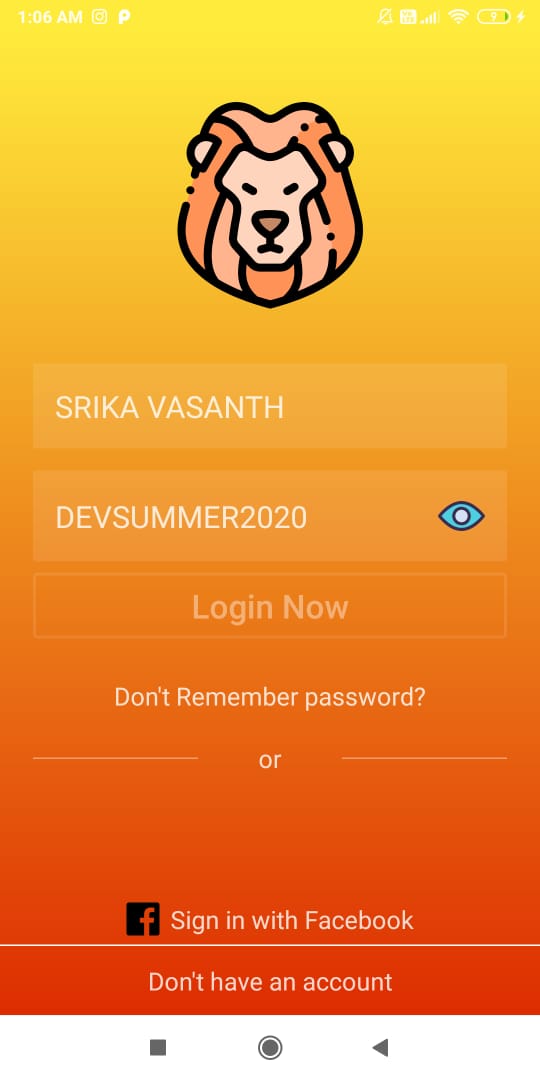 1:06 AM 9
SRIKA VASANTH
DEVSUMMER2020
Login Now
Don't Remember password?
or
Sign in with Facebook
Don't have an account